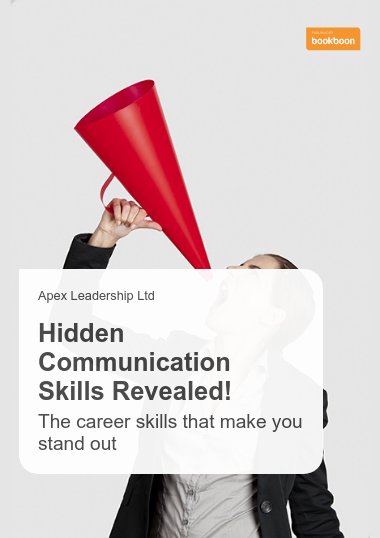 bookboon
Apex Leadership Ltd
Hidden
Communication
Skills Revealed!
The career skills that make you
stand out